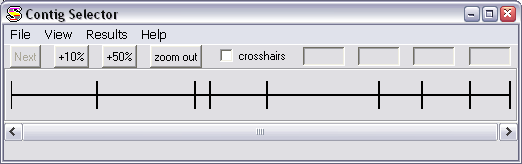 Contig Selector
File View Results Help
Next +10% +50% zoom out crosshairs